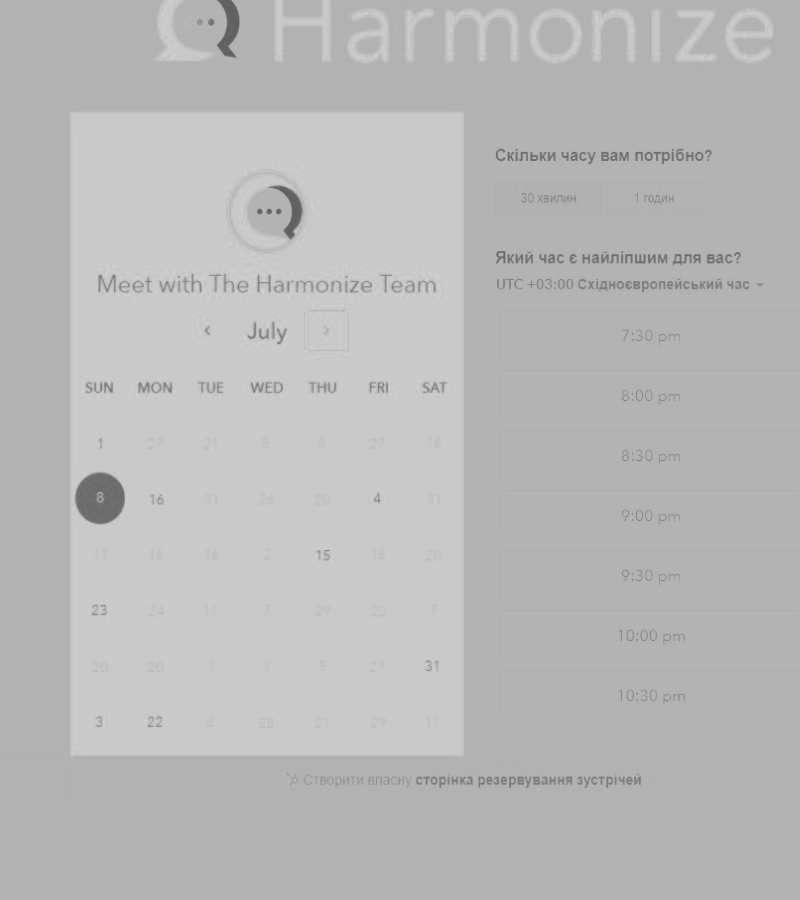 Harmonize
Meet with The Harmonize Team
‹ July ›
SUN MON TUE WED THU FRI SAT
1 27 21 5 6 27 16
8 16 31 26 20 4 31
17 16 16 2 15 16 20
23 24 11 7 29 22 7
20 20 1 9 27 31
3 22 6 28 21 29 11
Скільки часу вам потрібно?
30 хвилин 1 годин
Який час є найліпшим для вас?
UTC +03:00 Східноєвропейський час
7:30 pm
8:00 pm
8:30 pm
9:00 pm
9:30 pm
10:00 pm
10:30 pm
Створити власну сторінка резервування зустрічей